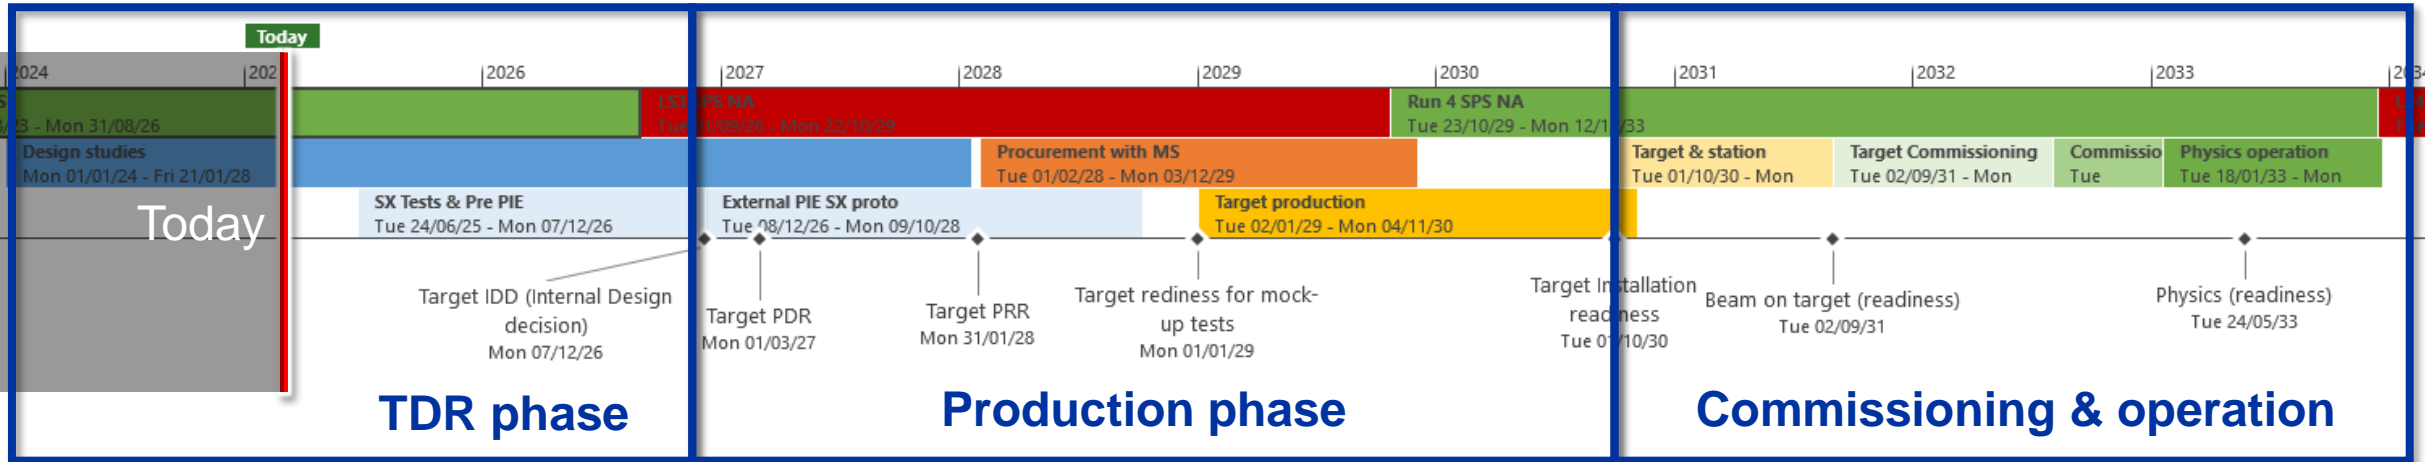 Today
2024
202
2026
2027
2028
2029
2030
2031
2032
2033
2034
LS3 SPS NA
Run 4 SPS NA
/23 - Mon 31/08/26
Tue 01/09/26 - Mon 22/10/29
Tue 23/10/29 - Mon 12/1 /33
Design studies
Mon 01/01/24 - Fri 21/01/28
Procurement with MS
Tue 01/02/28 - Mon 03/12/29
Target & station
Tue 01/10/30 - Mon
Target Commissioning
Tue 02/09/31 - Mon
Commissio
Tue
Physics operation
Tue 18/01/33 - Mon
SX Tests & Pre PIE
Tue 24/06/25 - Mon 07/12/26
External PIE SX proto
Tue 08/12/26 - Mon 09/10/28
Target production
Tue 02/01/29 - Mon 04/11/30
Today
Target IDD (Internal Design
decision)
Mon 07/12/26
Target PDR
Mon 01/03/27
Target PRR
Mon 31/01/28
Target rediness for mock-
up tests
Mon 01/01/29
Target Installation
readiness
Tue 01/10/30
Beam on target (readiness)
Tue 02/09/31
Physics (readiness)
Tue 24/05/33
TDR phase
Production phase
Commissioning & operation